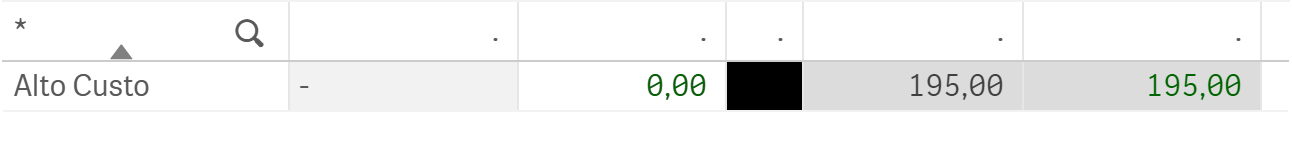 * . . . . .
Alto Custo - 0,00 195,00 195,00